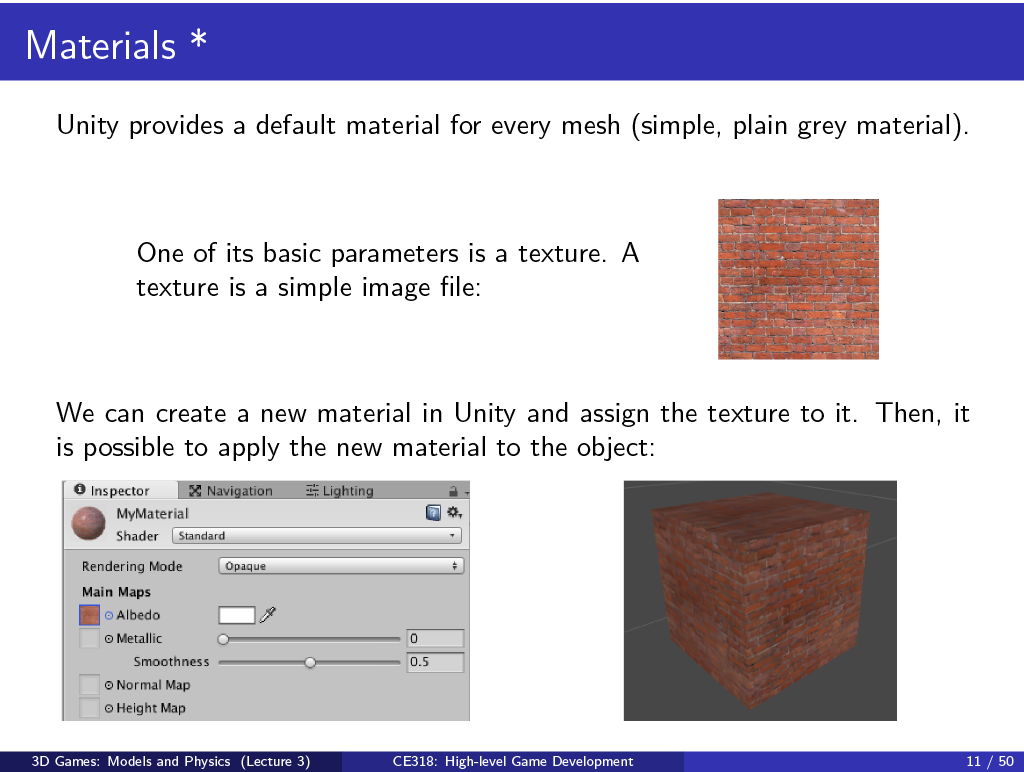 Materials *
Unity provides a default material for every mesh (simple, plain grey material).
One of its basic parameters is a texture. A
texture is a simple image file:
We can create a new material in Unity and assign the texture to it. Then, it
is possible to apply the new material to the object:
Inspector Navigation Lighting
MyMaterial
Shader Standard
Rendering Mode Opaque
Main Maps
Albedo
Metallic 0
Smoothness 0.5
Normal Map
Height Map
3D Games: Models and Physics (Lecture 3) CE318: High-level Game Development 11 / 50